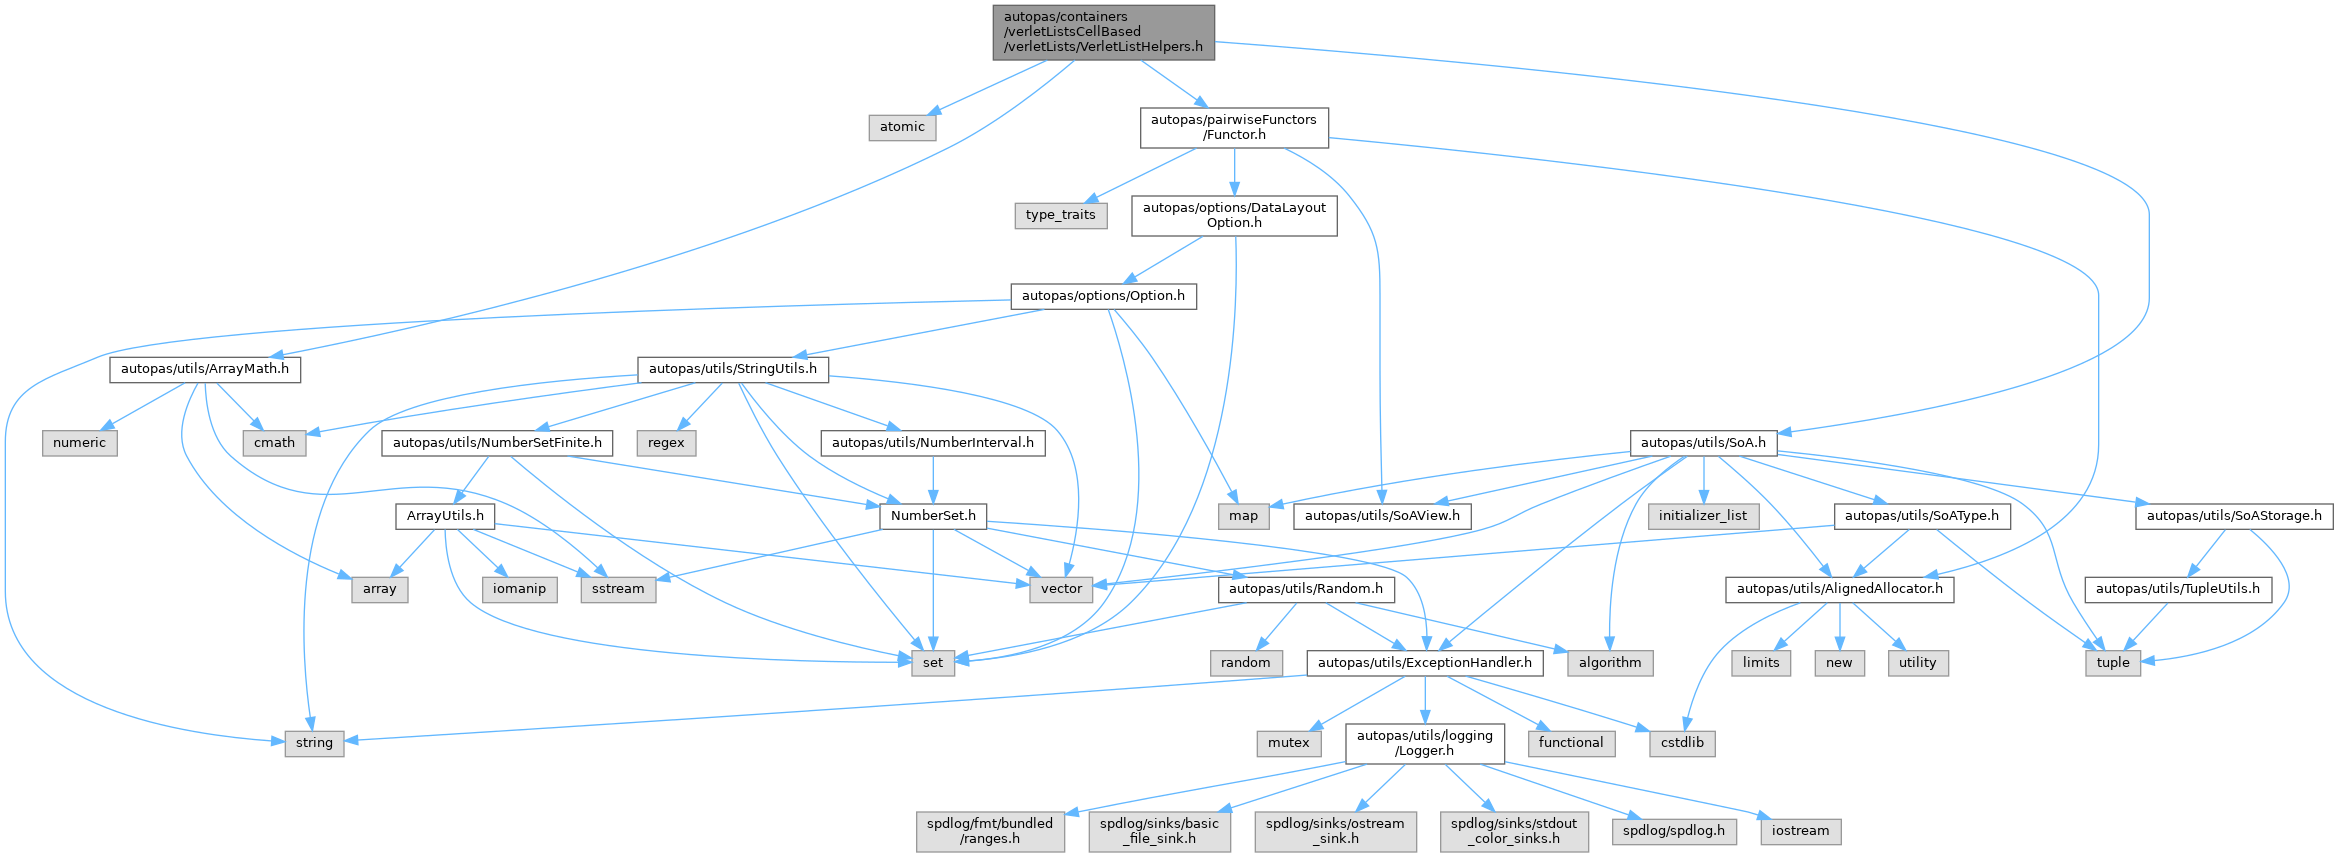 autopas/containers
/verletListsCellBased
/verletLists/VerletListHelpers.h
atomic
autopas/pairwiseFunctors
/Functor.h
type_traits
autopas/options/DataLayout
Option.h
autopas/options/Option.h
autopas/utils/ArrayMath.h
autopas/utils/StringUtils.h
numeric
cmath
autopas/utils/NumberSetFinite.h
regex
autopas/utils/NumberInterval.h
autopas/utils/SoA.h
ArrayUtils.h
NumberSet.h
map
autopas/utils/SoAView.h
initializer_list
autopas/utils/SoAType.h
autopas/utils/SoAStorage.h
array
iomanip
sstream
vector
autopas/utils/Random.h
autopas/utils/AlignedAllocator.h
autopas/utils/TupleUtils.h
set
random
autopas/utils/ExceptionHandler.h
algorithm
limits
new
utility
tuple
string
mutex
autopas/utils/logging
/Logger.h
functional
cstdlib
spdlog/fmt/bundled
/ranges.h
spdlog/sinks/basic
_file_sink.h
spdlog/sinks/ostream
_sink.h
spdlog/sinks/stdout
_color_sinks.h
spdlog/spdlog.h
iostream